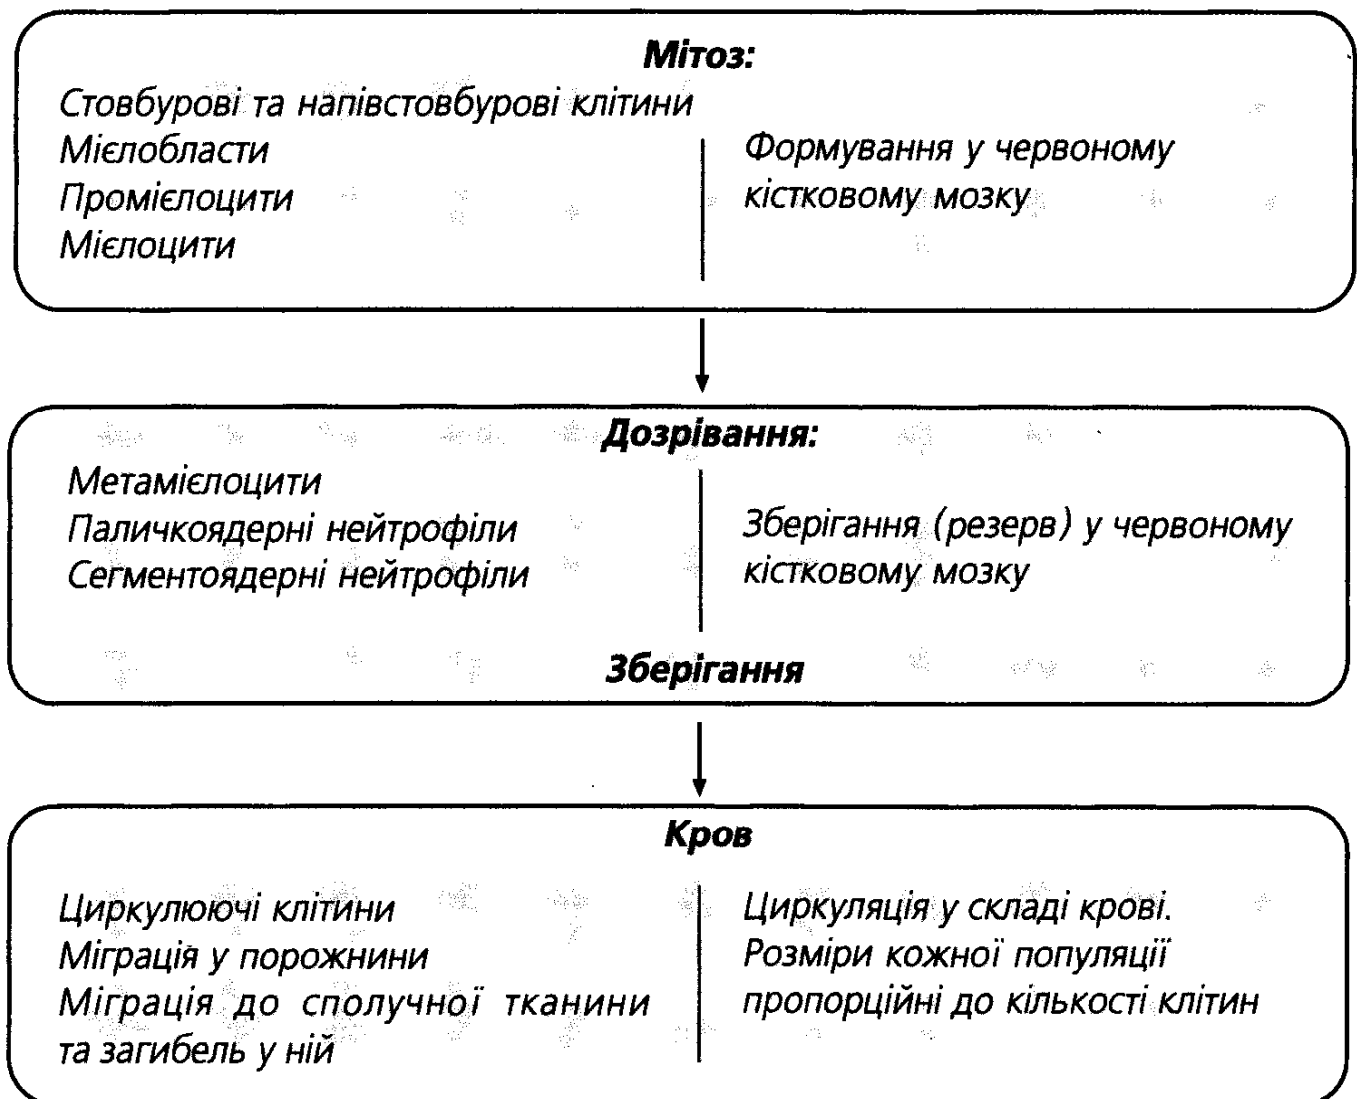 Мітоз:
Стовбурові та напівстовбурові клітини
Мієлобласти
Промієлоцити
Мієлоцити
Формування у червоному
кістковому мозку
Дозрівання:
Метамієлоцити
Паличкоядерні нейтрофіли
Сегментоядерні нейтрофіли
Зберігання (резерв) у червоному
кістковому мозку
Зберігання
Кров
Циркулюючі клітини
Міграція у порожнини
Міграція до сполучної тканини
та загибель у ній
Циркуляція у складі крові.
Розміри кожної популяції
пропорційні до кількості клітин